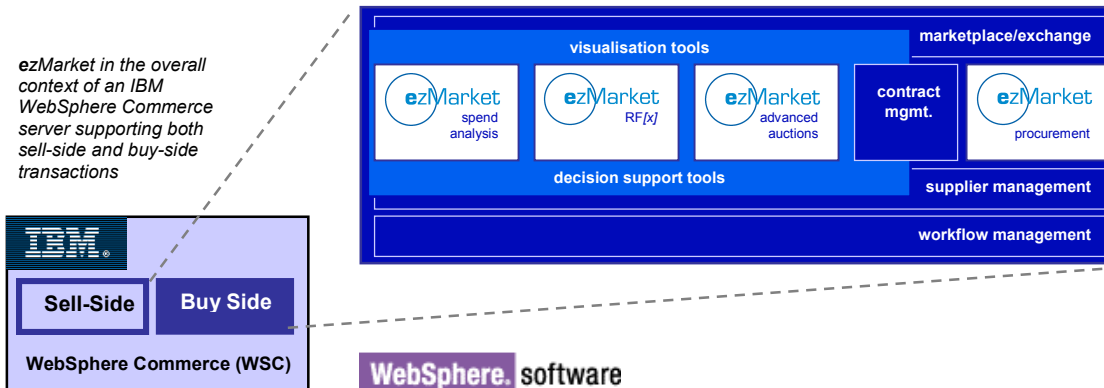 ezMarket in the overall
context of an IBM
WebSphere Commerce
server supporting both
sell-side and buy-side
transactions
marketplace/exchange
visualisation tools
ezMarket
spend
analysis
ezMarket
RF[x]
ezMarket
advanced
auctions
contract
mgmt.
ezMarket
procurement
decision support tools
supplier management
workflow management
IBM®
Sell-Side
Buy Side
WebSphere Commerce (WSC)
WebSphere. software